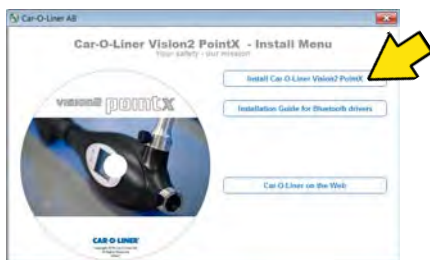 Car-O-Liner AB
Car-O-Liner Vision2 PointX - Install Menu
Your safety - our mission
Install Car-O-Liner Vision2 PointX
Installation Guide for Bluetooth drivers
vision2 pointx
Car-O-Liner on the Web
CAR-O-LINER